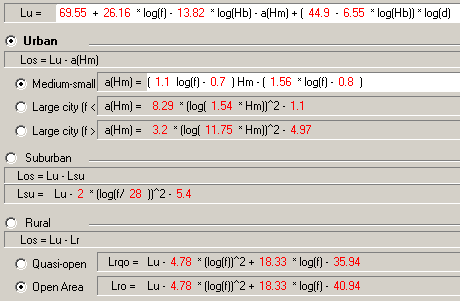 Lu = 69.55 + 26.16 * log(f) - 13.82 * log(Hb) - a(Hm) + ( 44.9 - 6.55 * log(Hb)) * log(d)
Urban
Los = Lu - a(Hm)
Medium-small a(Hm) = ( 1.1 log(f) - 0.7 ) Hm - ( 1.56 * log(f) - 0.8 )
Large city (f < a(Hm) = 8.29 * (log( 1.54 * Hm))^2 - 1.1
Large city (f > a(Hm) = 3.2 * (log( 11.75 * Hm))^2 - 4.97
Suburban
Los = Lu - Lsu
Lsu = Lu - 2 * (log(f/ 28 ))^2 - 5.4
Rural
Los = Lu - Lr
Quasi-open Lrqo = Lu - 4.78 * (log(f))^2 + 18.33 * log(f) - 35.94
Open Area Lro = Lu - 4.78 * (log(f))^2 + 18.33 * log(f) - 40.94